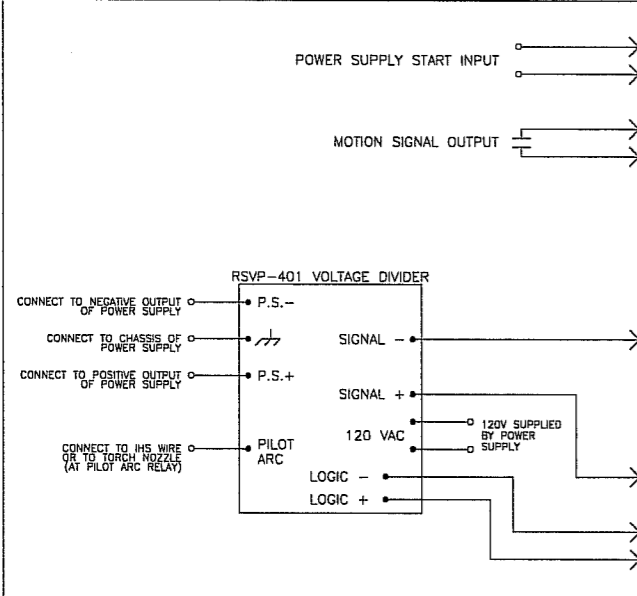 POWER SUPPLY START INPUT
MOTION SIGNAL OUTPUT
RSVP-401 VOLTAGE DIVIDER
CONNECT TO NEGATIVE OUTPUT
OF POWER SUPPLY
P.S.-
CONNECT TO CHASSIS OF
POWER SUPPLY
SIGNAL -
CONNECT TO POSITIVE OUTPUT
OF POWER SUPPLY
P.S.+
SIGNAL +
120 VAC
120V SUPPLIED
BY POWER
SUPPLY
CONNECT TO IHS WIRE
OR TO TORCH NOZZLE
(AT PILOT ARC RELAY)
PILOT
ARC
LOGIC -
LOGIC +